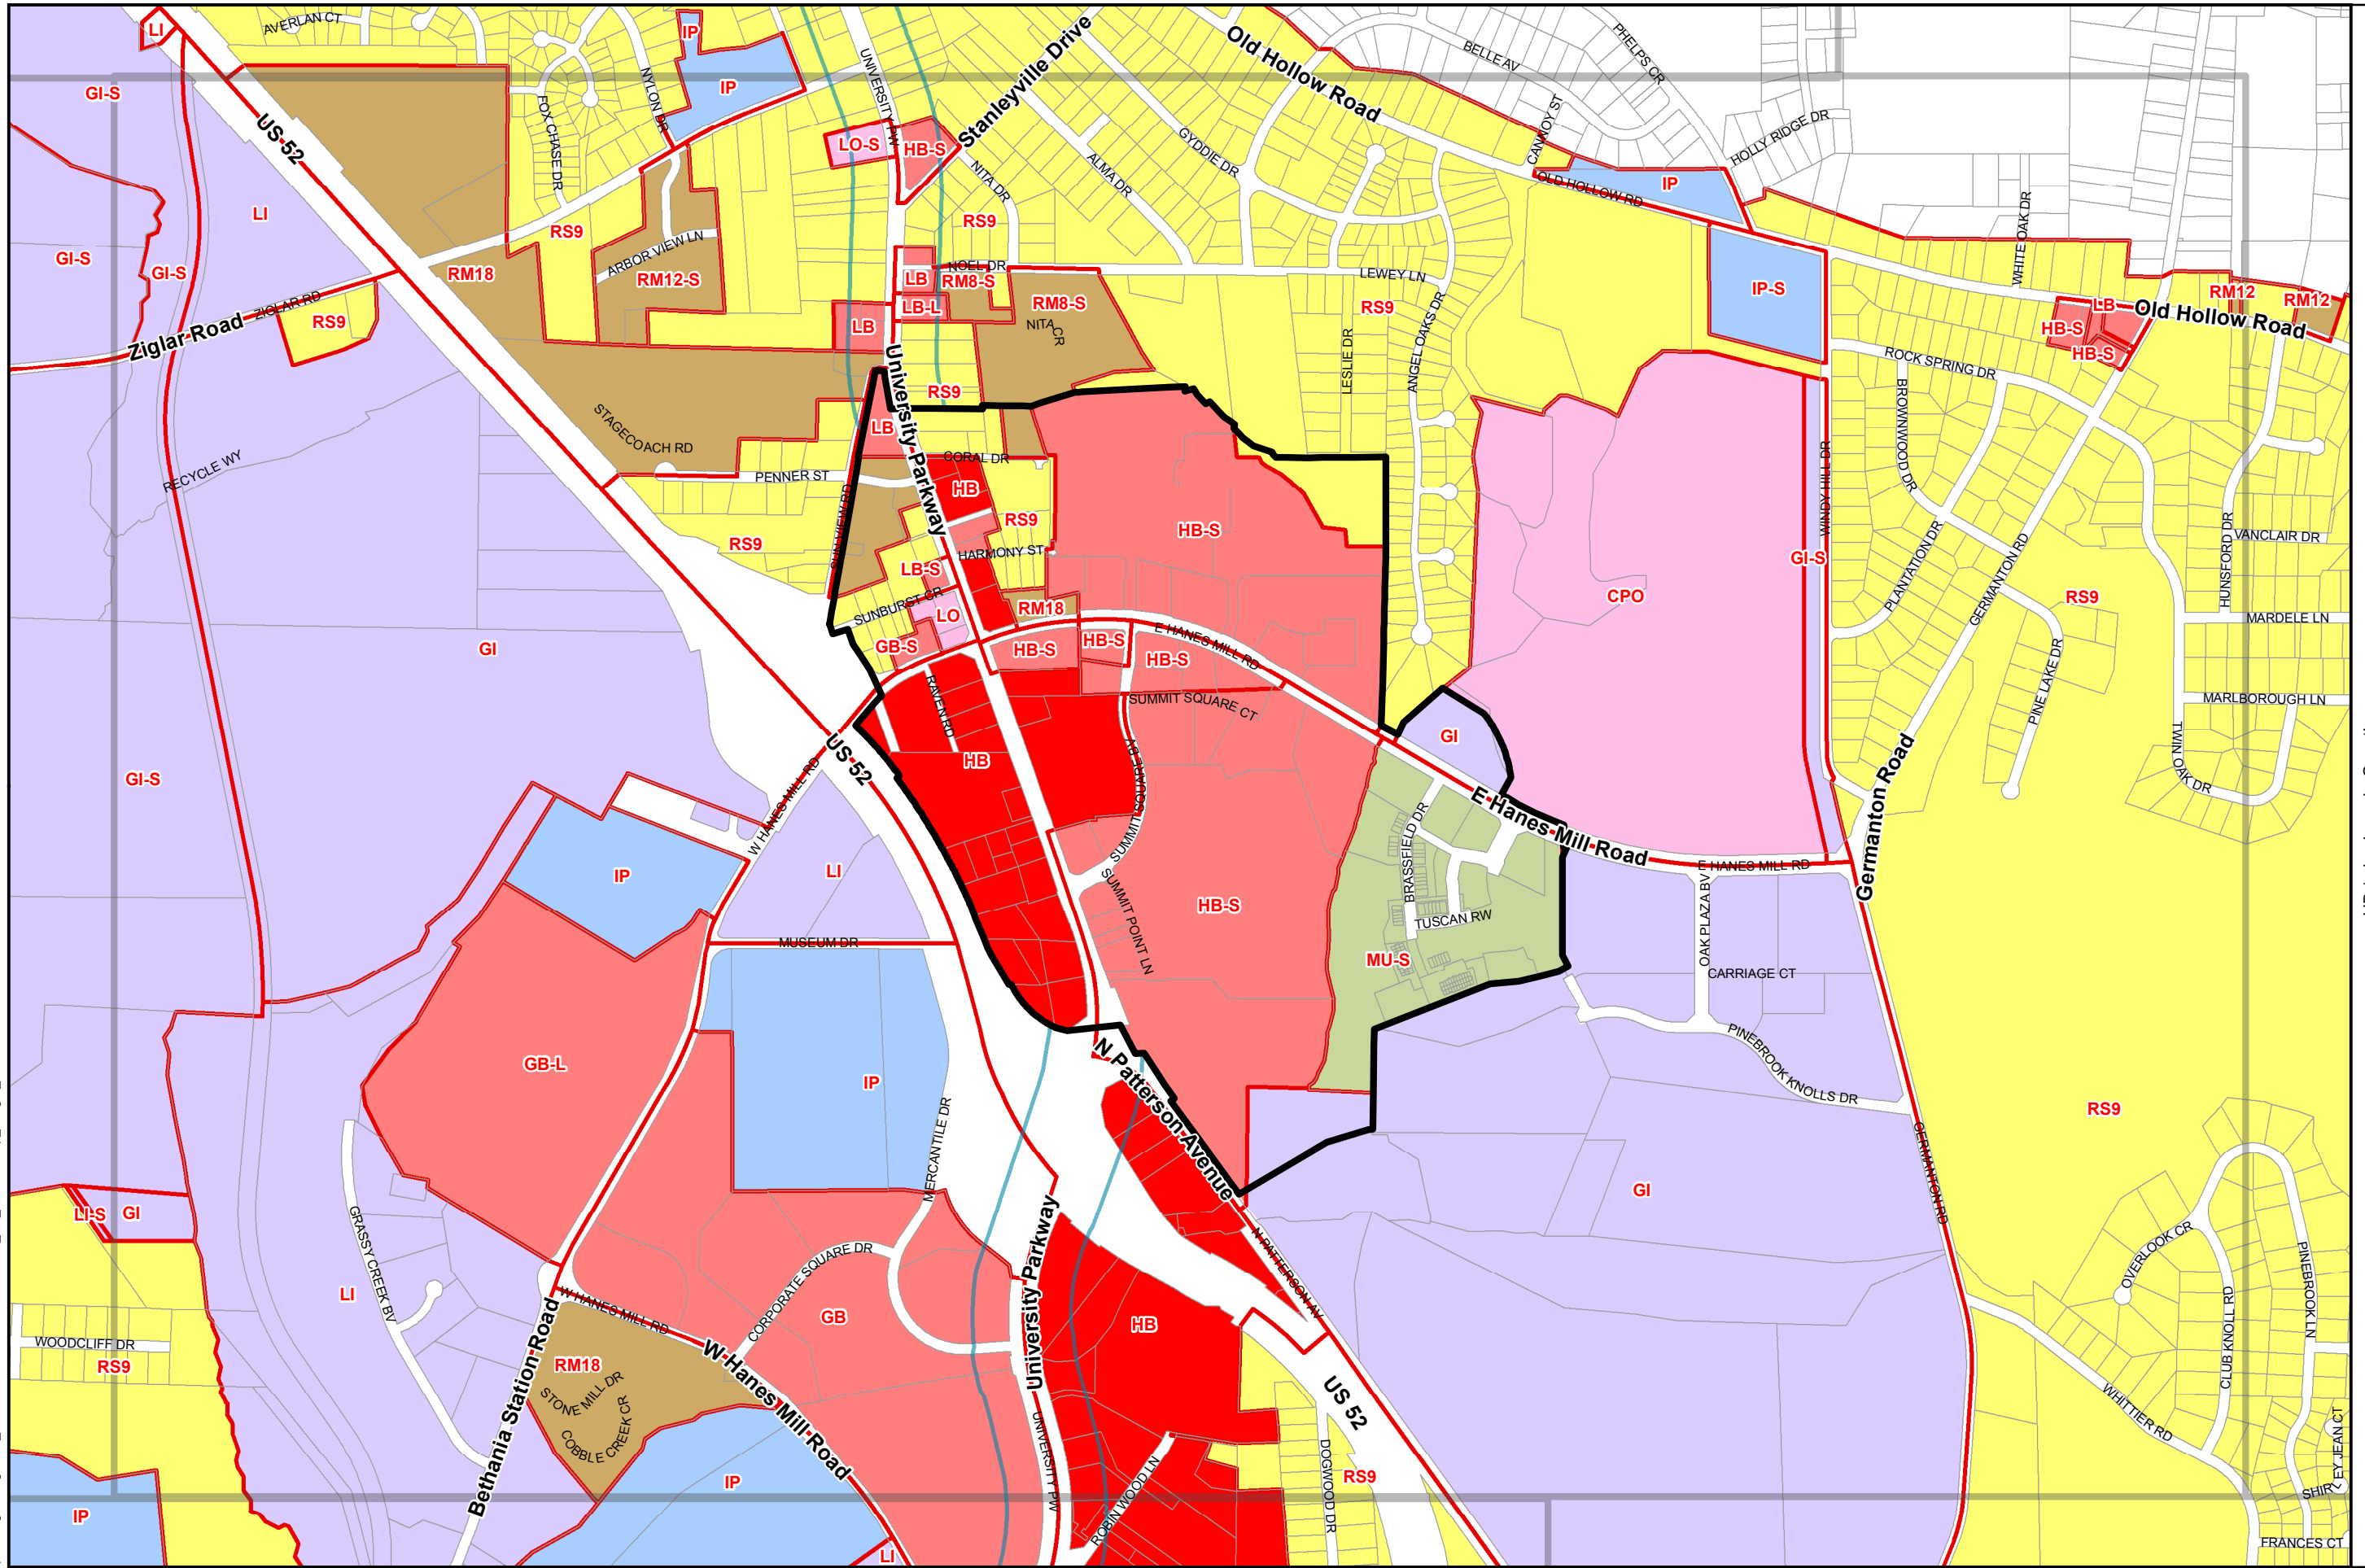 LI
AVERLAN CT
IP
UNIVERSITY PW
Stanleyville Drive
Old Hollow Road
BELLE AV
PHELPS CR
GI-S
US 52
FOX CHASE DR
NYLON DR
IP
LO-S
HB-S
NITA DR
ALMA DR
GYDDIE DR
CANNOY ST
HOLLY RIDGE DR
OLD HOLLOW RD
IP
LI
GI-S
GI-S
RS9
RM18
ARBOR VIEW LN
RM12-S
RS9
NOEL DR
LB
RM8-S
LB-L
LB
RM8-S
NITA CR
LEWEY LN
RS9
LESLIE DR
ANGEL OAKS DR
IP-S
WHITE OAK DR
RM12
RM12
LB
HB-S
HB-S
Old Hollow Road
Ziglar Road
ZIGLAR RD
RS9
University Parkway
RS9
ROCK SPRING DR
BROWNWOOD DR
STAGECOACH RD
LB
CORAL DR
PENNER ST
RECYCLE WY
SUNVIEW RD
HB
RS9
RS9
HARMONY ST
HB-S
LB-S
SUNBURST CR
LO
RM18
GB-S
HB-S
HB-S
HB-S
E HANES MILL RD
CPO
GI-S
WINDY HILL DR
PLANTATION DR
GERMANTON RD
HUNSFORD DR
VANCLAIR DR
RS9
MARDELE LN
PINE LAKE DR
MARLBOROUGH LN
TWIN OAK DR
GI
RAVEN RD
SUMMIT SQUARE CT
SUMMIT SQUARE BV
GI
HB
US 52
W HANES MILL RD
GI-S
E Hanes Mill Road
BRASSFIELD DR
Germanton Road
E HANES MILL RD
LI
IP
SUMMIT POINT LN
HB-S
TUSCAN RW
MU-S
OAK PLAZA BV
CARRIAGE CT
MUSEUM DR
PINEBROOK KNOLLS DR
GB-L
IP
N Patterson Avenue
MERCANTILE DR
RS9
GERMANTON RD
GI
LI-S
GI
GRASSY CREEK BV
LI
CORPORATE SQUARE DR
GB
University Parkway
HB
N PATTERSON AV
OVERLOOK CR
CLUB KNOLL RD
PINEBROOK LN
WOODCLIFF DR
RS9
W HANES MILL RD
RM18
STONE MILL DR
COBBLE CREEK CR
W Hanes Mill Road
Bethania Station Road
US 52
UNIVERSITY PW
ROBIN WOOD LN
DOGWOOD DR
RS9
WHITTIER RD
IP
IP
LI
FRANCES CT